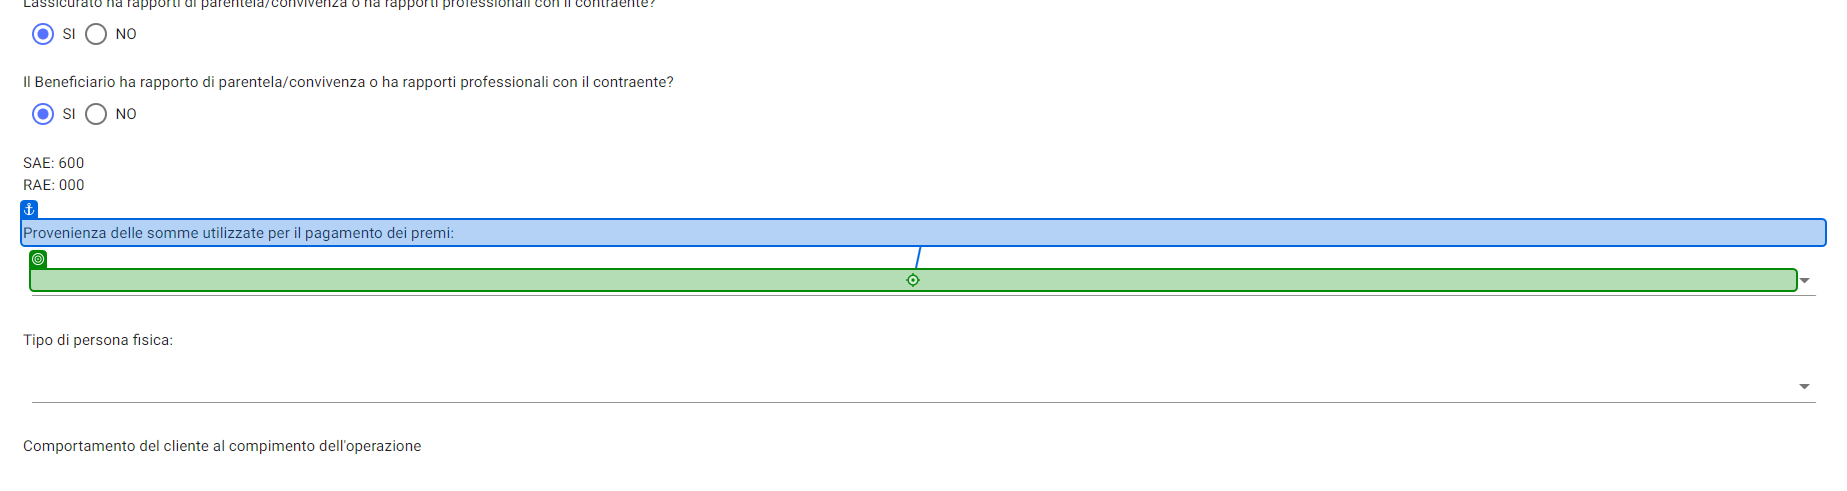 L'assicurato ha rapporti di parentela/convivenza o ha rapporti professionali con il contraente?
SI NO
Il Beneficiario ha rapporto di parentela/convivenza o ha rapporti professionali con il contraente?
SI NO
SAE: 600
RAE: 000
Provenienza delle somme utilizzate per il pagamento dei premi:
Tipo di persona fisica:
Comportamento del cliente al compimento dell'operazione